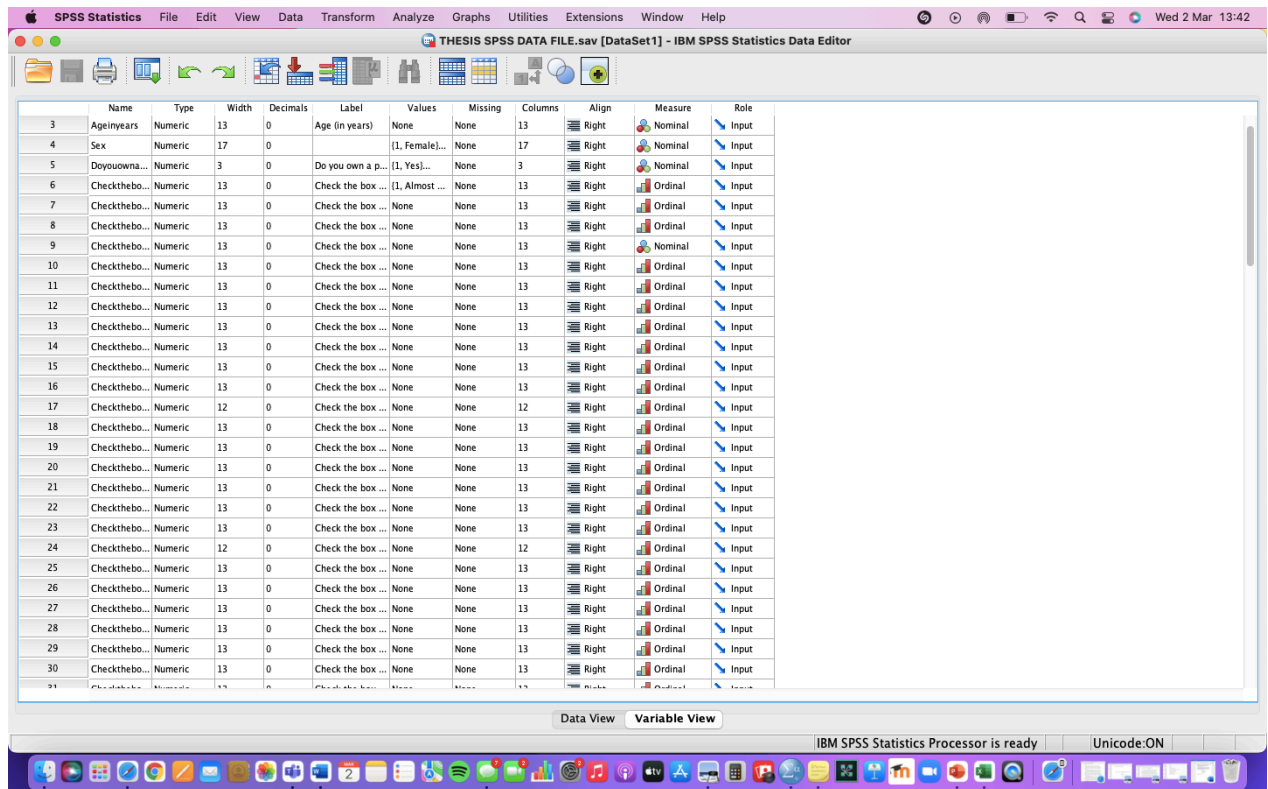 SPSS Statistics File Edit View Data Transform Analyze Graphs Utilities Extensions Window Help Wed 2 Mar 13:42
THESIS SPSS DATA FILE.sav [DataSet1] - IBM SPSS Statistics Data Editor
Name Type Width Decimals Label Values Missing Columns Align Measure Role
3 Ageinyears Numeric 13 0 Age (in years) None None 13 Right Nominal Input
4 Sex Numeric 17 0 {1, Female}... None 17 Right Nominal Input
5 Doyouowna... Numeric 3 0 Do you own a p... {1, Yes}... None 3 Right Nominal Input
6 Checkthebo... Numeric 13 0 Check the box ... {1, Almost ... None 13 Right Ordinal Input
7 Checkthebo... Numeric 13 0 Check the box ... None None 13 Right Ordinal Input
8 Checkthebo... Numeric 13 0 Check the box ... None None 13 Right Ordinal Input
9 Checkthebo... Numeric 13 0 Check the box ... None None 13 Right Nominal Input
10 Checkthebo... Numeric 13 0 Check the box ... None None 13 Right Ordinal Input
11 Checkthebo... Numeric 13 0 Check the box ... None None 13 Right Ordinal Input
12 Checkthebo... Numeric 13 0 Check the box ... None None 13 Right Ordinal Input
13 Checkthebo... Numeric 13 0 Check the box ... None None 13 Right Ordinal Input
14 Checkthebo... Numeric 13 0 Check the box ... None None 13 Right Ordinal Input
15 Checkthebo... Numeric 13 0 Check the box ... None None 13 Right Ordinal Input
16 Checkthebo... Numeric 13 0 Check the box ... None None 13 Right Ordinal Input
17 Checkthebo... Numeric 12 0 Check the box ... None None 12 Right Ordinal Input
18 Checkthebo... Numeric 13 0 Check the box ... None None 13 Right Ordinal Input
19 Checkthebo... Numeric 13 0 Check the box ... None None 13 Right Ordinal Input
20 Checkthebo... Numeric 13 0 Check the box ... None None 13 Right Ordinal Input
21 Checkthebo... Numeric 13 0 Check the box ... None None 13 Right Ordinal Input
22 Checkthebo... Numeric 13 0 Check the box ... None None 13 Right Ordinal Input
23 Checkthebo... Numeric 13 0 Check the box ... None None 13 Right Ordinal Input
24 Checkthebo... Numeric 12 0 Check the box ... None None 12 Right Ordinal Input
25 Checkthebo... Numeric 13 0 Check the box ... None None 13 Right Ordinal Input
26 Checkthebo... Numeric 13 0 Check the box ... None None 13 Right Ordinal Input
27 Checkthebo... Numeric 13 0 Check the box ... None None 13 Right Ordinal Input
28 Checkthebo... Numeric 13 0 Check the box ... None None 13 Right Ordinal Input
29 Checkthebo... Numeric 13 0 Check the box ... None None 13 Right Ordinal Input
30 Checkthebo... Numeric 13 0 Check the box ... None None 13 Right Ordinal Input
Data View Variable View
IBM SPSS Statistics Processor is ready Unicode:ON